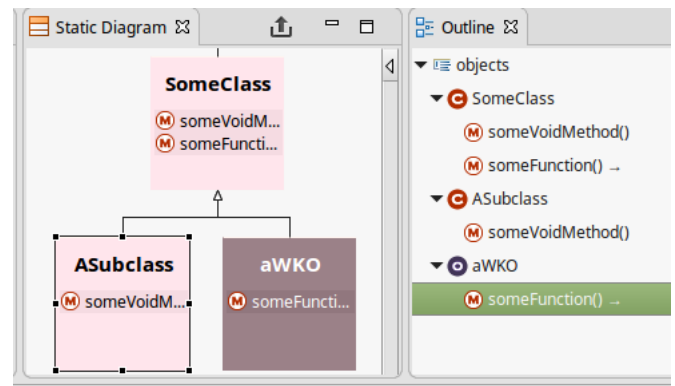 Static Diagram
SomeClass
M someVoidM...
M someFuncti...
ASubclass
M someVoidM...
aWKO
M someFuncti...
Outline
objects
C SomeClass
M someVoidMethod()
M someFunction() →
C ASubclass
M someVoidMethod()
O aWKO
M someFunction() →